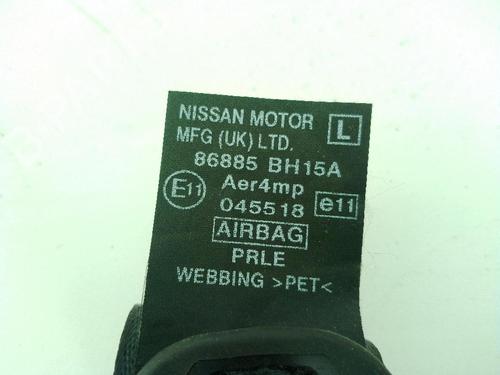 NISSAN MOTOR L
MFG (UK) LTD.
86885 BH15A
E11 Aer4mp
045518 e11
AIRBAG
PRLE
WEBBING >PET<